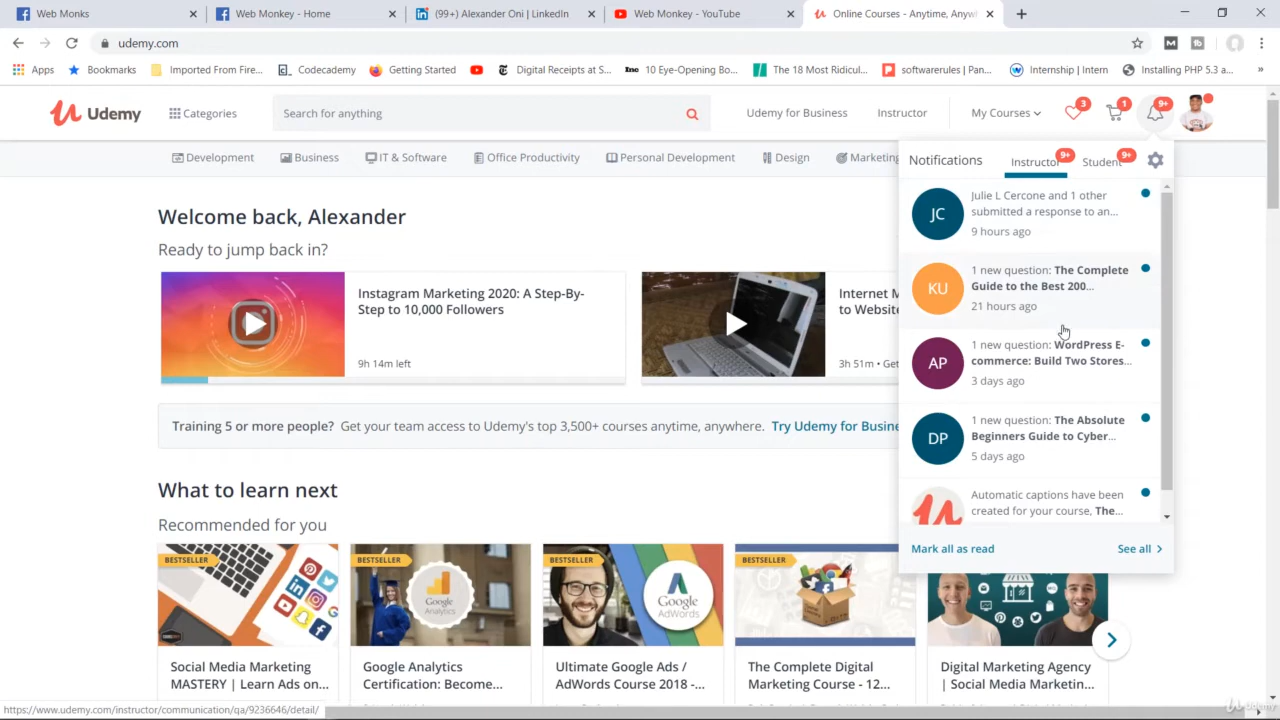 Web Monks
Web Monkey - Home
(99+) Alexander Oni | LinkedIn
Web Monkey - YouTube
Online Courses - Anytime, Anyw
udemy.com
Apps
Bookmarks
Imported From Fire...
Codecademy
Getting Started
Digital Receipts at S...
Inc 10 Eye-Opening Bo...
The 18 Most Ridicul...
softwarerules | Pan...
Internship | Intern
Installing PHP 5.3 a...
»
Udemy
Categories
Search for anything
Udemy for Business
Instructor
My Courses
3
1
9+
Development
Business
IT & Software
Office Productivity
Personal Development
Design
Marketing
Notifications
Instructor
9+
Student
9+
JC
Julie L Cercone and 1 other
submitted a response to an...
9 hours ago
KU
1 new question: The Complete
Guide to the Best 200...
21 hours ago
AP
1 new question: WordPress E-
commerce: Build Two Stores...
3 days ago
DP
1 new question: The Absolute
Beginners Guide to Cyber...
5 days ago
Automatic captions have been
created for your course, The...
Mark all as read
See all
Welcome back, Alexander
Ready to jump back in?
Instagram Marketing 2020: A Step-By-
Step to 10,000 Followers
9h 14m left
Internet M
to Website
3h 51m • Get
Training 5 or more people? Get your team access to Udemy's top 3,500+ courses anytime, anywhere. Try Udemy for Busine
What to learn next
Recommended for you
BESTSELLER
BESTSELLER
Google
Analytics
BESTSELLER
Google
AdWords
BESTSELLER
Social Media Marketing
MASTERY | Learn Ads on...
Google Analytics
Certification: Become...
Ultimate Google Ads /
AdWords Course 2018 -...
The Complete Digital
Marketing Course - 12...
Digital Marketing Agency
| Social Media Marketin...
https://www.udemy.com/instructor/communication/qa/9236646/detail/
Udemy